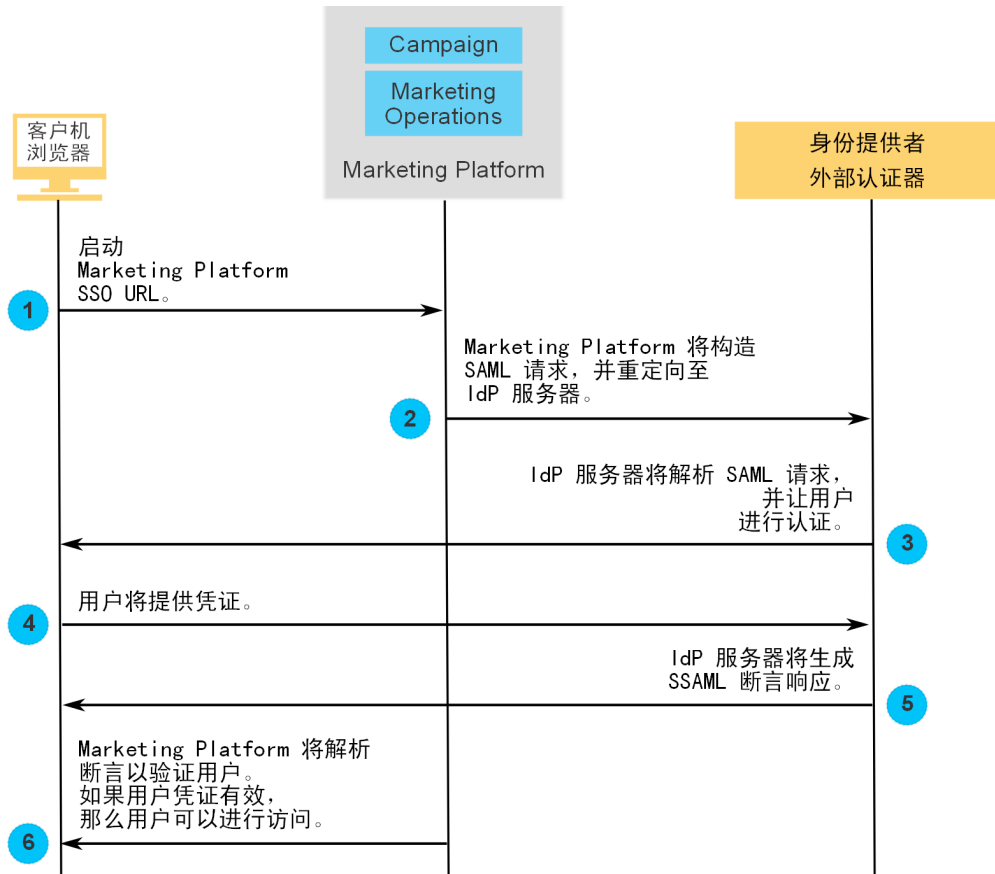 Campaign
Marketing
Operations
Marketing Platform
客户机
浏览器
身份提供者
外部认证器
启动
Marketing Platform
SSO URL。
1
Marketing Platform 将构造
SAML 请求，并重定向至
IdP 服务器。
2
IdP 服务器将解析 SAML 请求，
并让用户
进行认证。
3
用户将提供凭证。
4
IdP 服务器将生成
SSAML 断言响应。
5
Marketing Platform 将解析
断言以验证用户。
如果用户凭证有效，
那么用户可以进行访问。
6